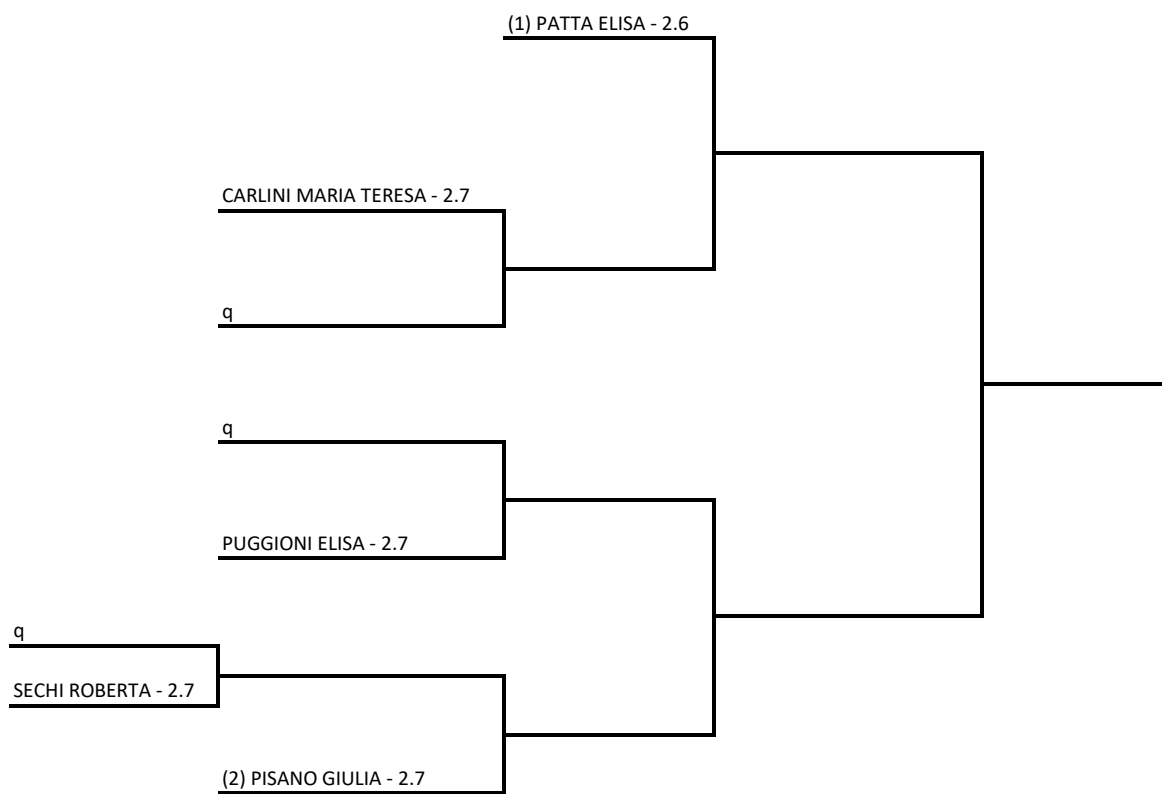 (1) PATTA ELISA - 2.6
CARLINI MARIA TERESA - 2.7
q
q
PUGGIONI ELISA - 2.7
q
SECHI ROBERTA - 2.7
(2) PISANO GIULIA - 2.7